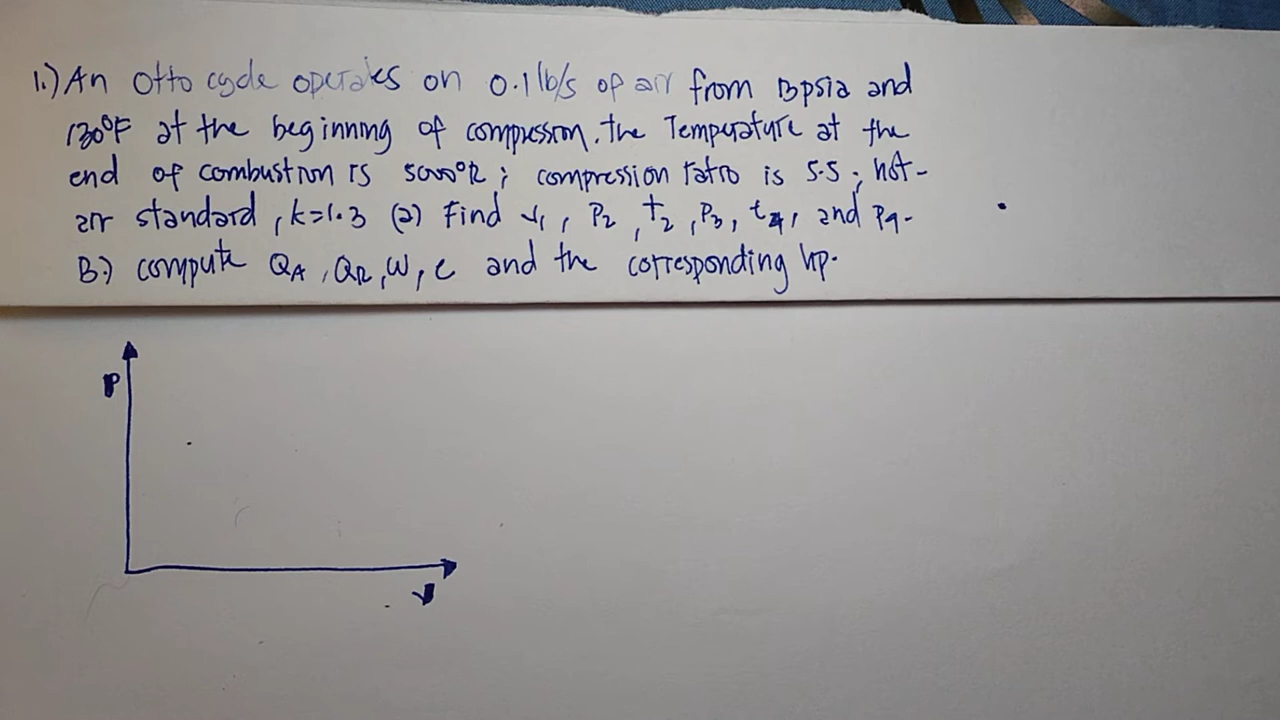 1.) An Otto cycle operates on 0.1 lb/s of air from 13psia and
130°F at the beginning of compression. the Temperature at the
end of combustion is 5000°R; compression ratio is 5.5; hot-
air standard, k=1.3 (a) Find V1, P2, t2, P3, t4, and P4.
B.) compute QA, QR, W, e and the corresponding hp.
P
V